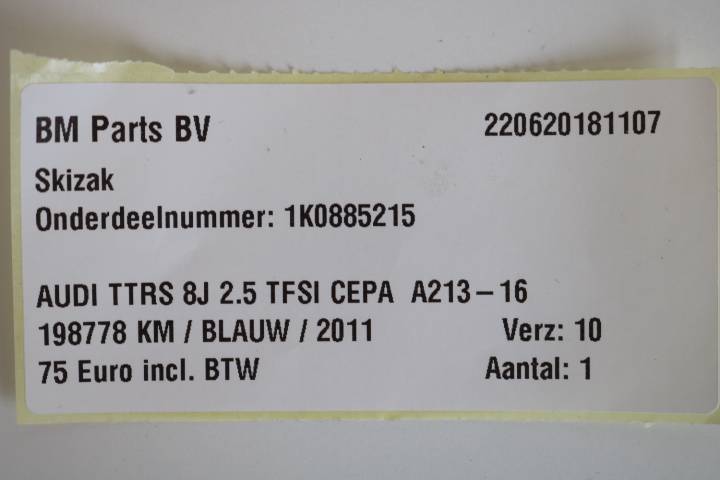 BM Parts BV 220620181107
Skizak
Onderdeelnummer: 1K0885215
AUDI TTRS 8J 2.5 TFSI CEPA A213-16
198778 KM / BLAUW / 2011 Verz: 10
75 Euro incl. BTW Aantal: 1